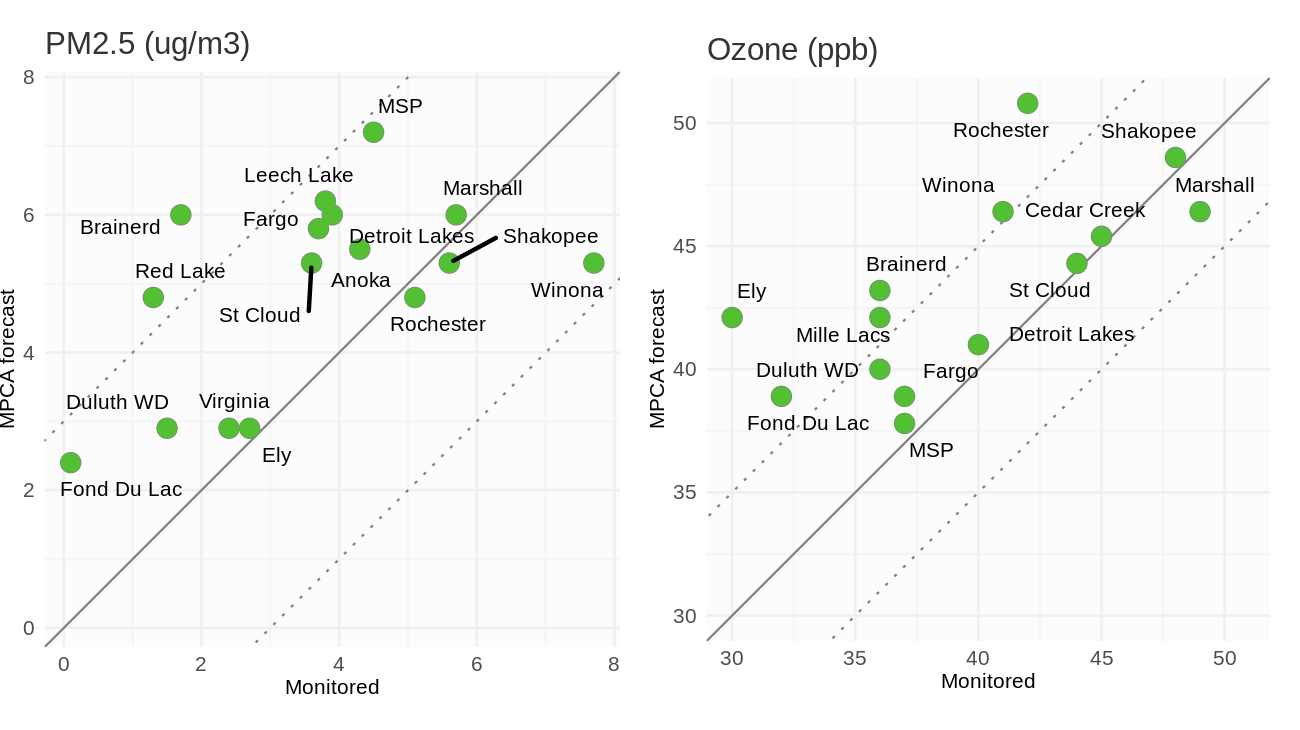 PM2.5 (ug/m3)
8
6
4
2
0
MPCA forecast
MSP
Leech Lake
Marshall
Brainerd
Fargo
Detroit Lakes
Shakopee
Red Lake
Anoka
Winona
St Cloud
Rochester
Duluth WD
Virginia
Ely
Fond Du Lac
0
2
4
6
8
Monitored
Ozone (ppb)
50
45
40
35
30
MPCA forecast
Rochester
Shakopee
Winona
Marshall
Cedar Creek
Brainerd
Ely
St Cloud
Mille Lacs
Detroit Lakes
Duluth WD
Fargo
Fond Du Lac
MSP
30
35
40
45
50
Monitored